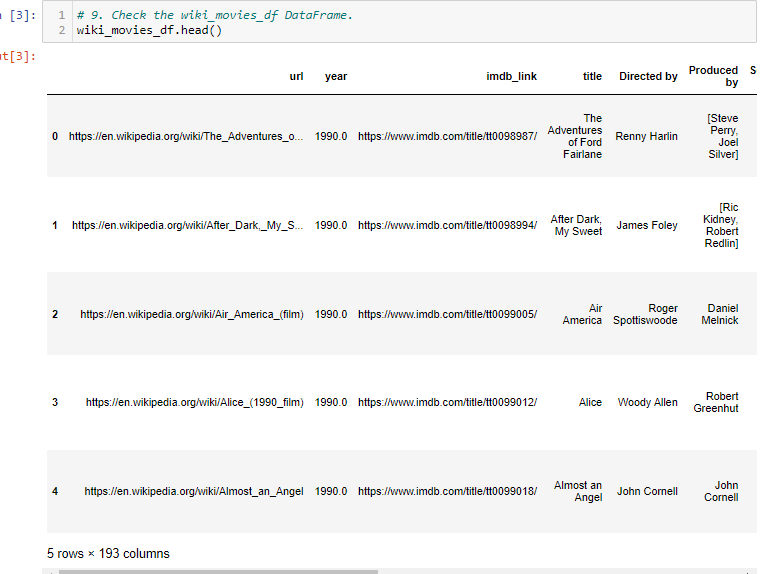 [3]:
1 # 9. Check the wiki_movies_df DataFrame.
2 wiki_movies_df.head()
ut[3]:
url year imdb_link title Directed by Produced by S
0 https://en.wikipedia.org/wiki/The_Adventures_o... 1990.0 https://www.imdb.com/title/tt0098987/ The Adventures of Ford Fairlane Renny Harlin [Steve Perry, Joel Silver]
1 https://en.wikipedia.org/wiki/After_Dark,_My_S... 1990.0 https://www.imdb.com/title/tt0098994/ After Dark, My Sweet James Foley [Ric Kidney, Robert Redlin]
2 https://en.wikipedia.org/wiki/Air_America_(film) 1990.0 https://www.imdb.com/title/tt0099005/ Air America Roger Spottiswoode Daniel Melnick
3 https://en.wikipedia.org/wiki/Alice_(1990_film) 1990.0 https://www.imdb.com/title/tt0099012/ Alice Woody Allen Robert Greenhut
4 https://en.wikipedia.org/wiki/Almost_an_Angel 1990.0 https://www.imdb.com/title/tt0099018/ Almost an Angel John Cornell John Cornell
5 rows × 193 columns